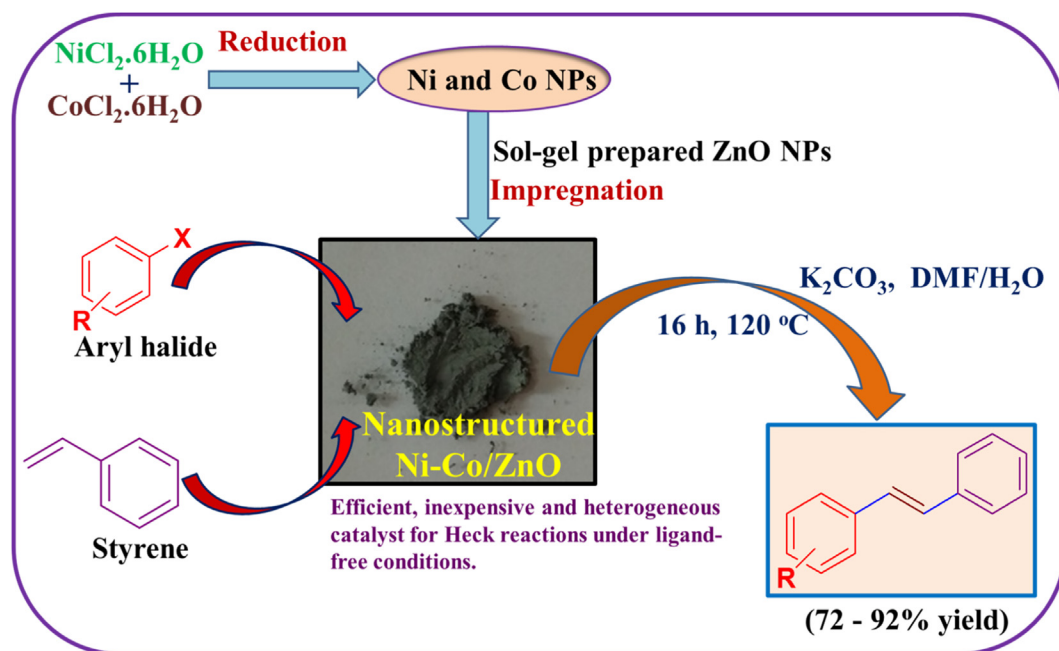 NiCl₂.6H₂O
+
CoCl₂.6H₂O
Reduction
Ni and Co NPs
Sol-gel prepared ZnO NPs
Impregnation
X
R
Aryl halide
Styrene
Nanostructured
Ni-Co/ZnO
Efficient, inexpensive and heterogeneous
catalyst for Heck reactions under ligand-
free conditions.
K₂CO₃, DMF/H₂O
16 h, 120 °C
R
(72 - 92% yield)